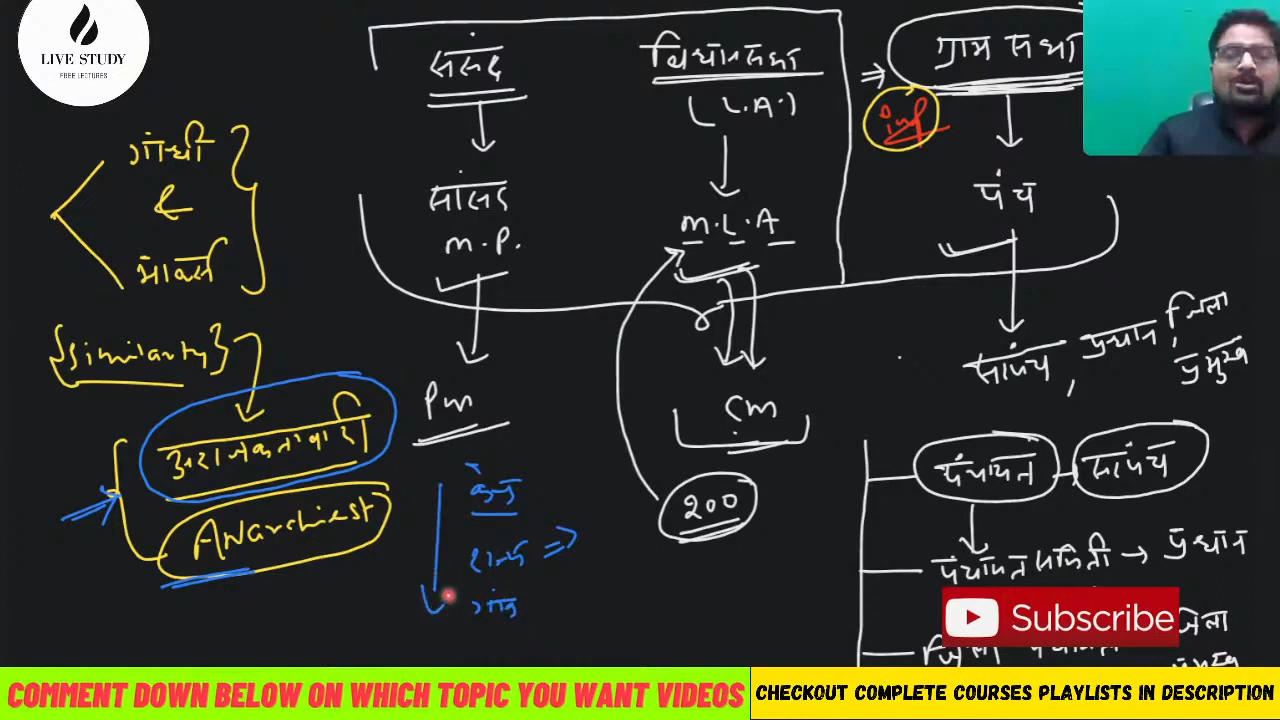 LIVE STUDY
FREE LECTURES
संसद
विधानसभा
(L.A.)
ग्राम सभा
imp
गांधी
&
मार्क्स
सांसद
M.P.
M.L.A
पंच
{Similarity}
अराजकतावादी
Anarchiest
Pm
Cm
200
सरपंच, प्रधान, जिला
प्रमुख
पंचायत
सरपंच
पंचायत समिती → प्रधान
जिला
प्रमुख
केन्द्र
राज्य
गांव
Subscribe
COMMENT DOWN BELOW ON WHICH TOPIC YOU WANT VIDEOS
CHECKOUT COMPLETE COURSES PLAYLISTS IN DESCRIPTION